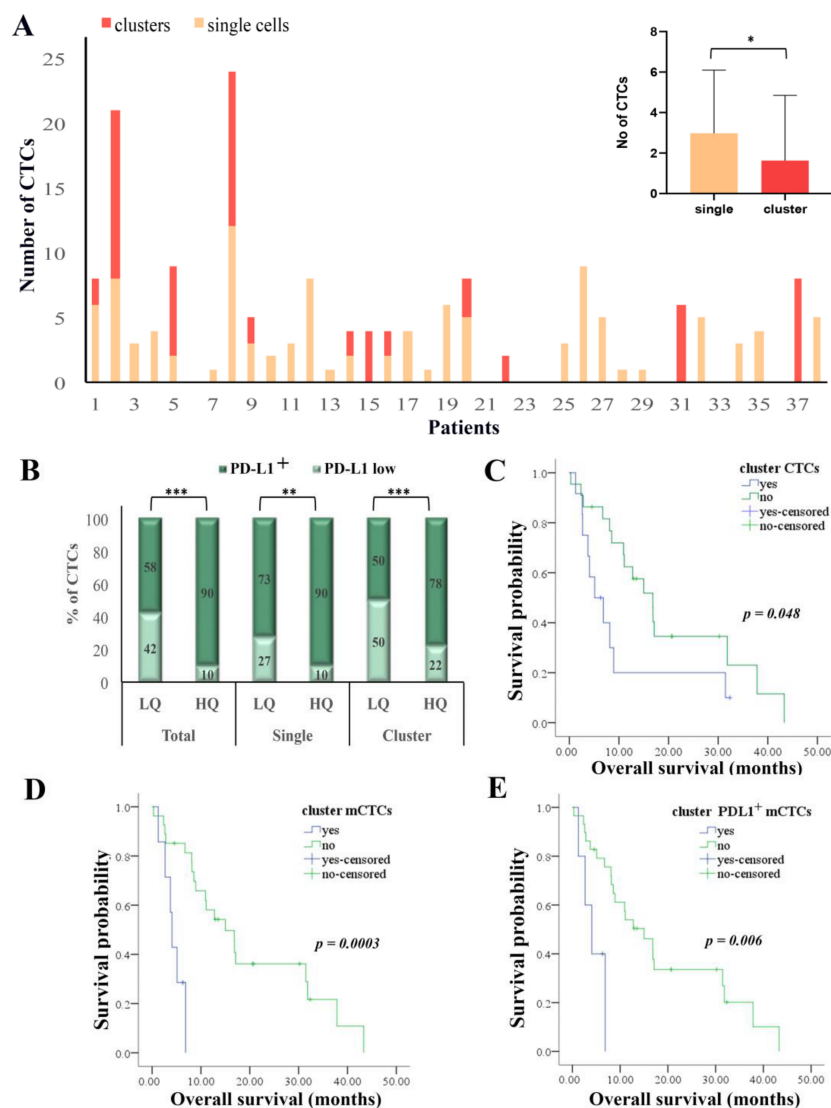 A
clusters single cells
Number of CTCs
25
20
15
10
5
0
1 3 5 7 9 11 13 15 17 19 21 23 25 27 29 31 33 35 37
Patients
No of CTCs
8
6
4
2
0
*
single cluster
B
PD-L1+ PD-L1 low
*** ** ***
% of CTCs
100
80
60
40
20
0
58 90 73 90 50 78
42 10 27 10 50 22
LQ HQ LQ HQ LQ HQ
Total Single Cluster
C
cluster CTCs
yes
no
yes-censored
no-censored
p = 0.048
Survival probability
1.0
0.8
0.6
0.4
0.2
0.0
0.00 10.00 20.00 30.00 40.00 50.00
Overall survival (months)
D
cluster mCTCs
yes
no
yes-censored
no-censored
p = 0.0003
Survival probability
1.0
0.8
0.6
0.4
0.2
0.0
0.00 10.00 20.00 30.00 40.00 50.00
Overall survival (months)
E
cluster PDL1+ mCTCs
yes
no
yes-censored
no-censored
p = 0.006
Survival probability
1.0
0.8
0.6
0.4
0.2
0.0
0.00 10.00 20.00 30.00 40.00 50.00
Overall survival (months)